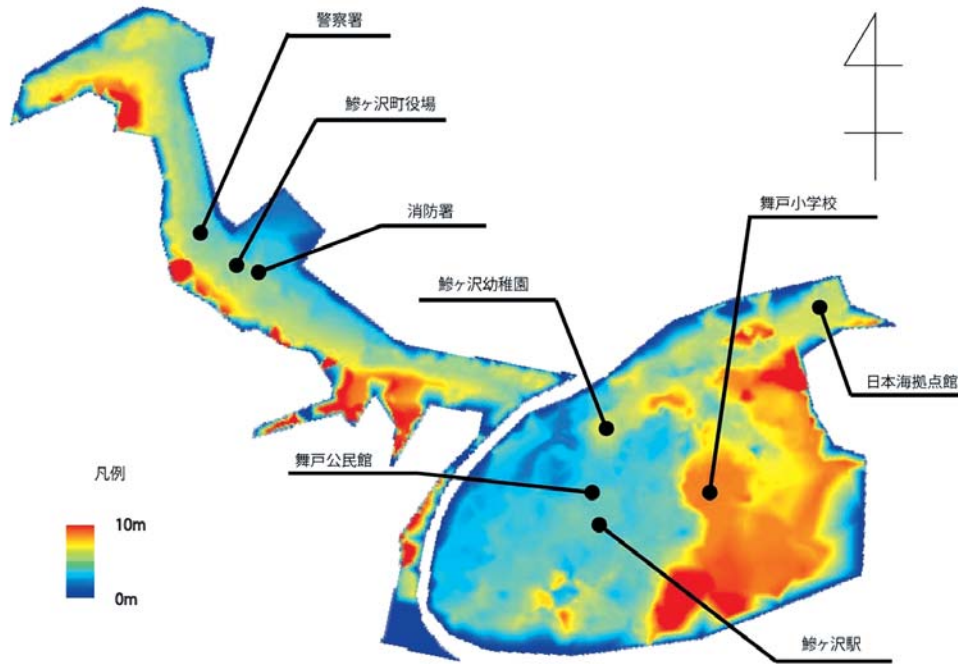 警察署
鰺ヶ沢町役場
消防署
舞戸小学校
鰺ヶ沢幼稚園
日本海拠点館
舞戸公民館
凡例
10m
0m
鰺ヶ沢駅